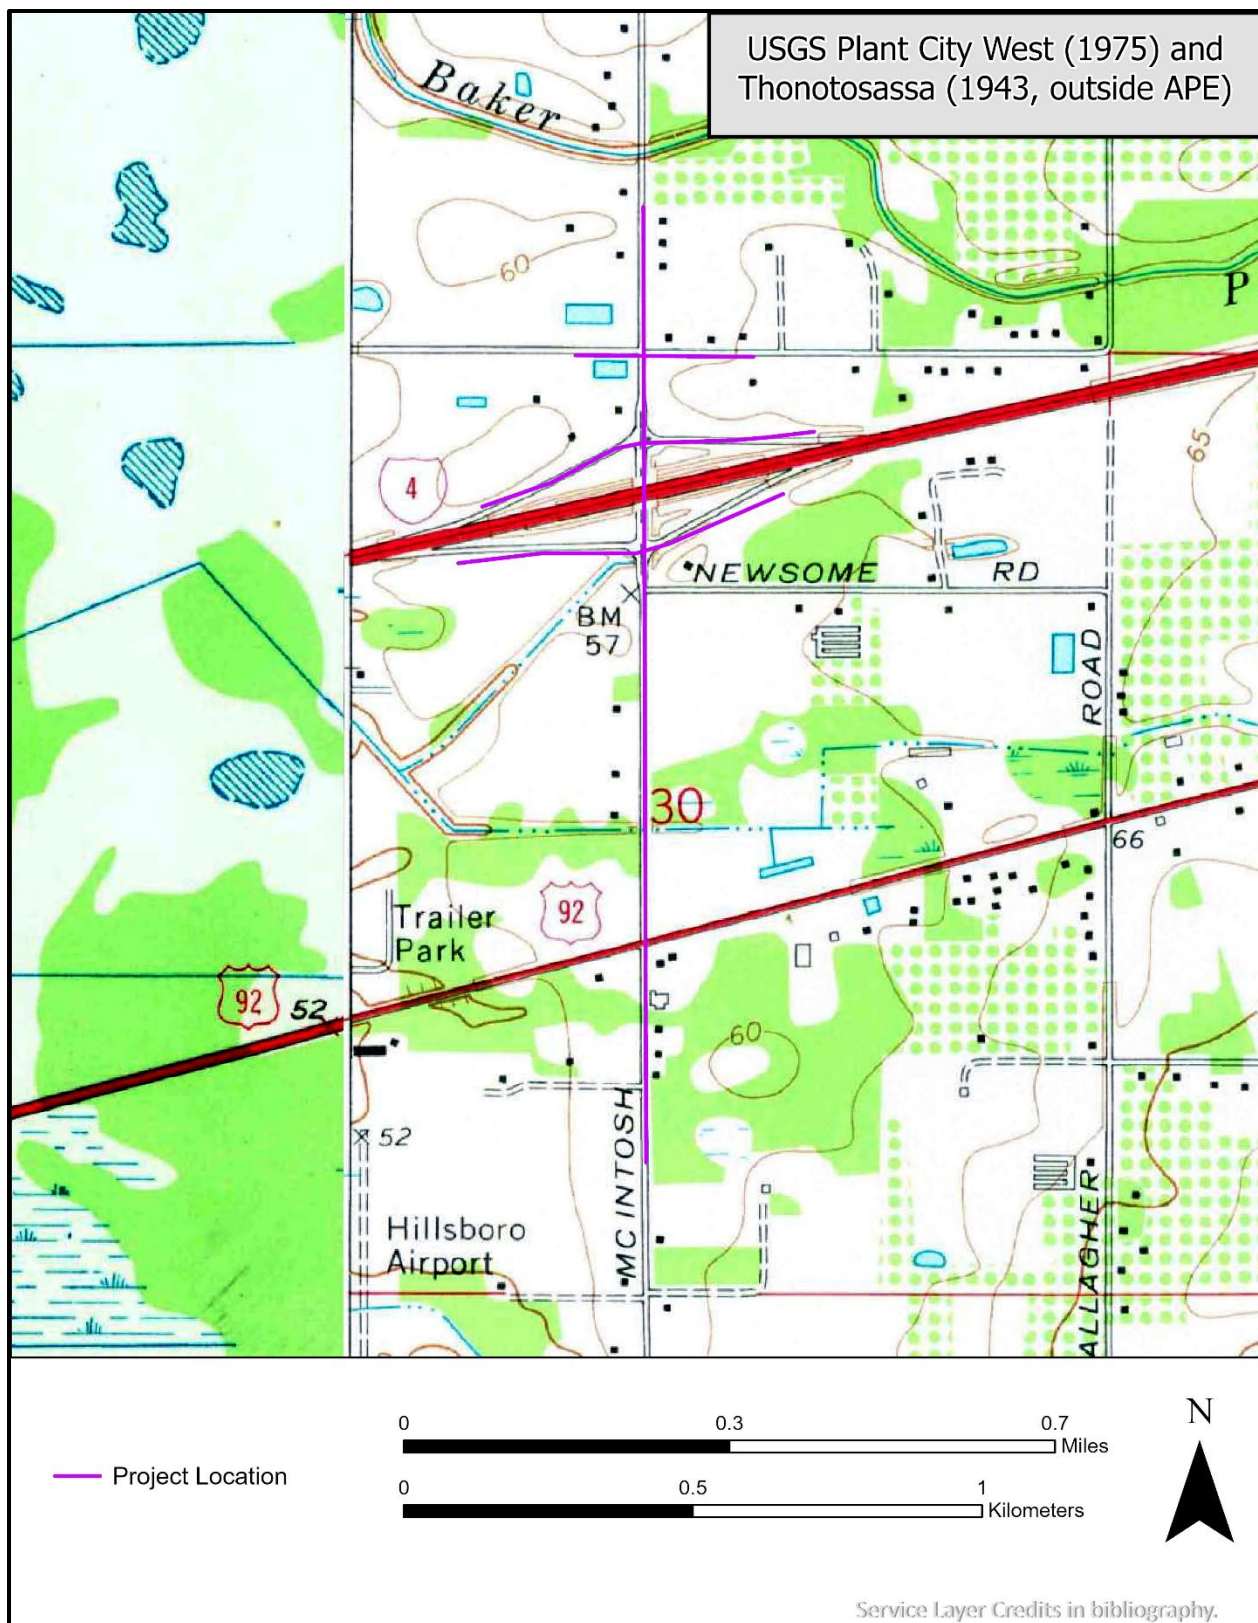 USGS Plant City West (1975) and
Thonotosassa (1943, outside APE)
Baker
60
P
4
65
NEWSOME RD
BM
57
ROAD
30
66
Trailer
Park
92
92
52
60
52
MC INTOSH
Hillsboro
Airport
ALLAGHER
0 0.3 0.7
Miles
Project Location
0 0.5 1
Kilometers
N
Service Layer Credits in bibliography.